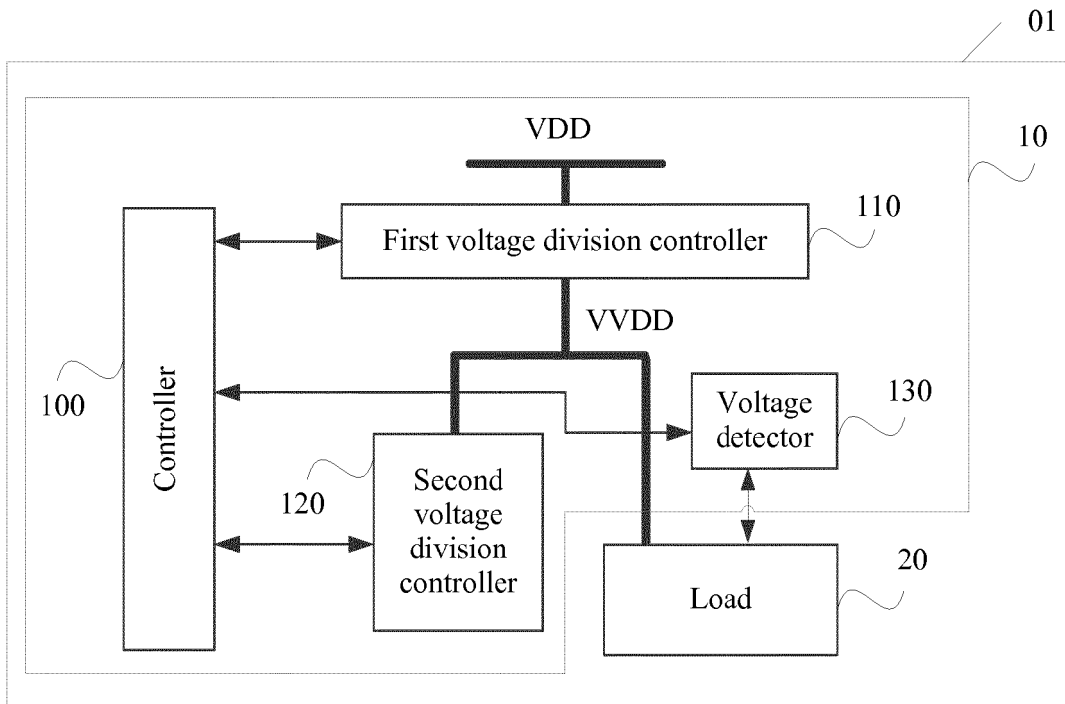 01
10
VDD
110
First voltage division controller
VVDD
Controller
100
Voltage
detector
130
120
Second
voltage
division
controller
20
Load